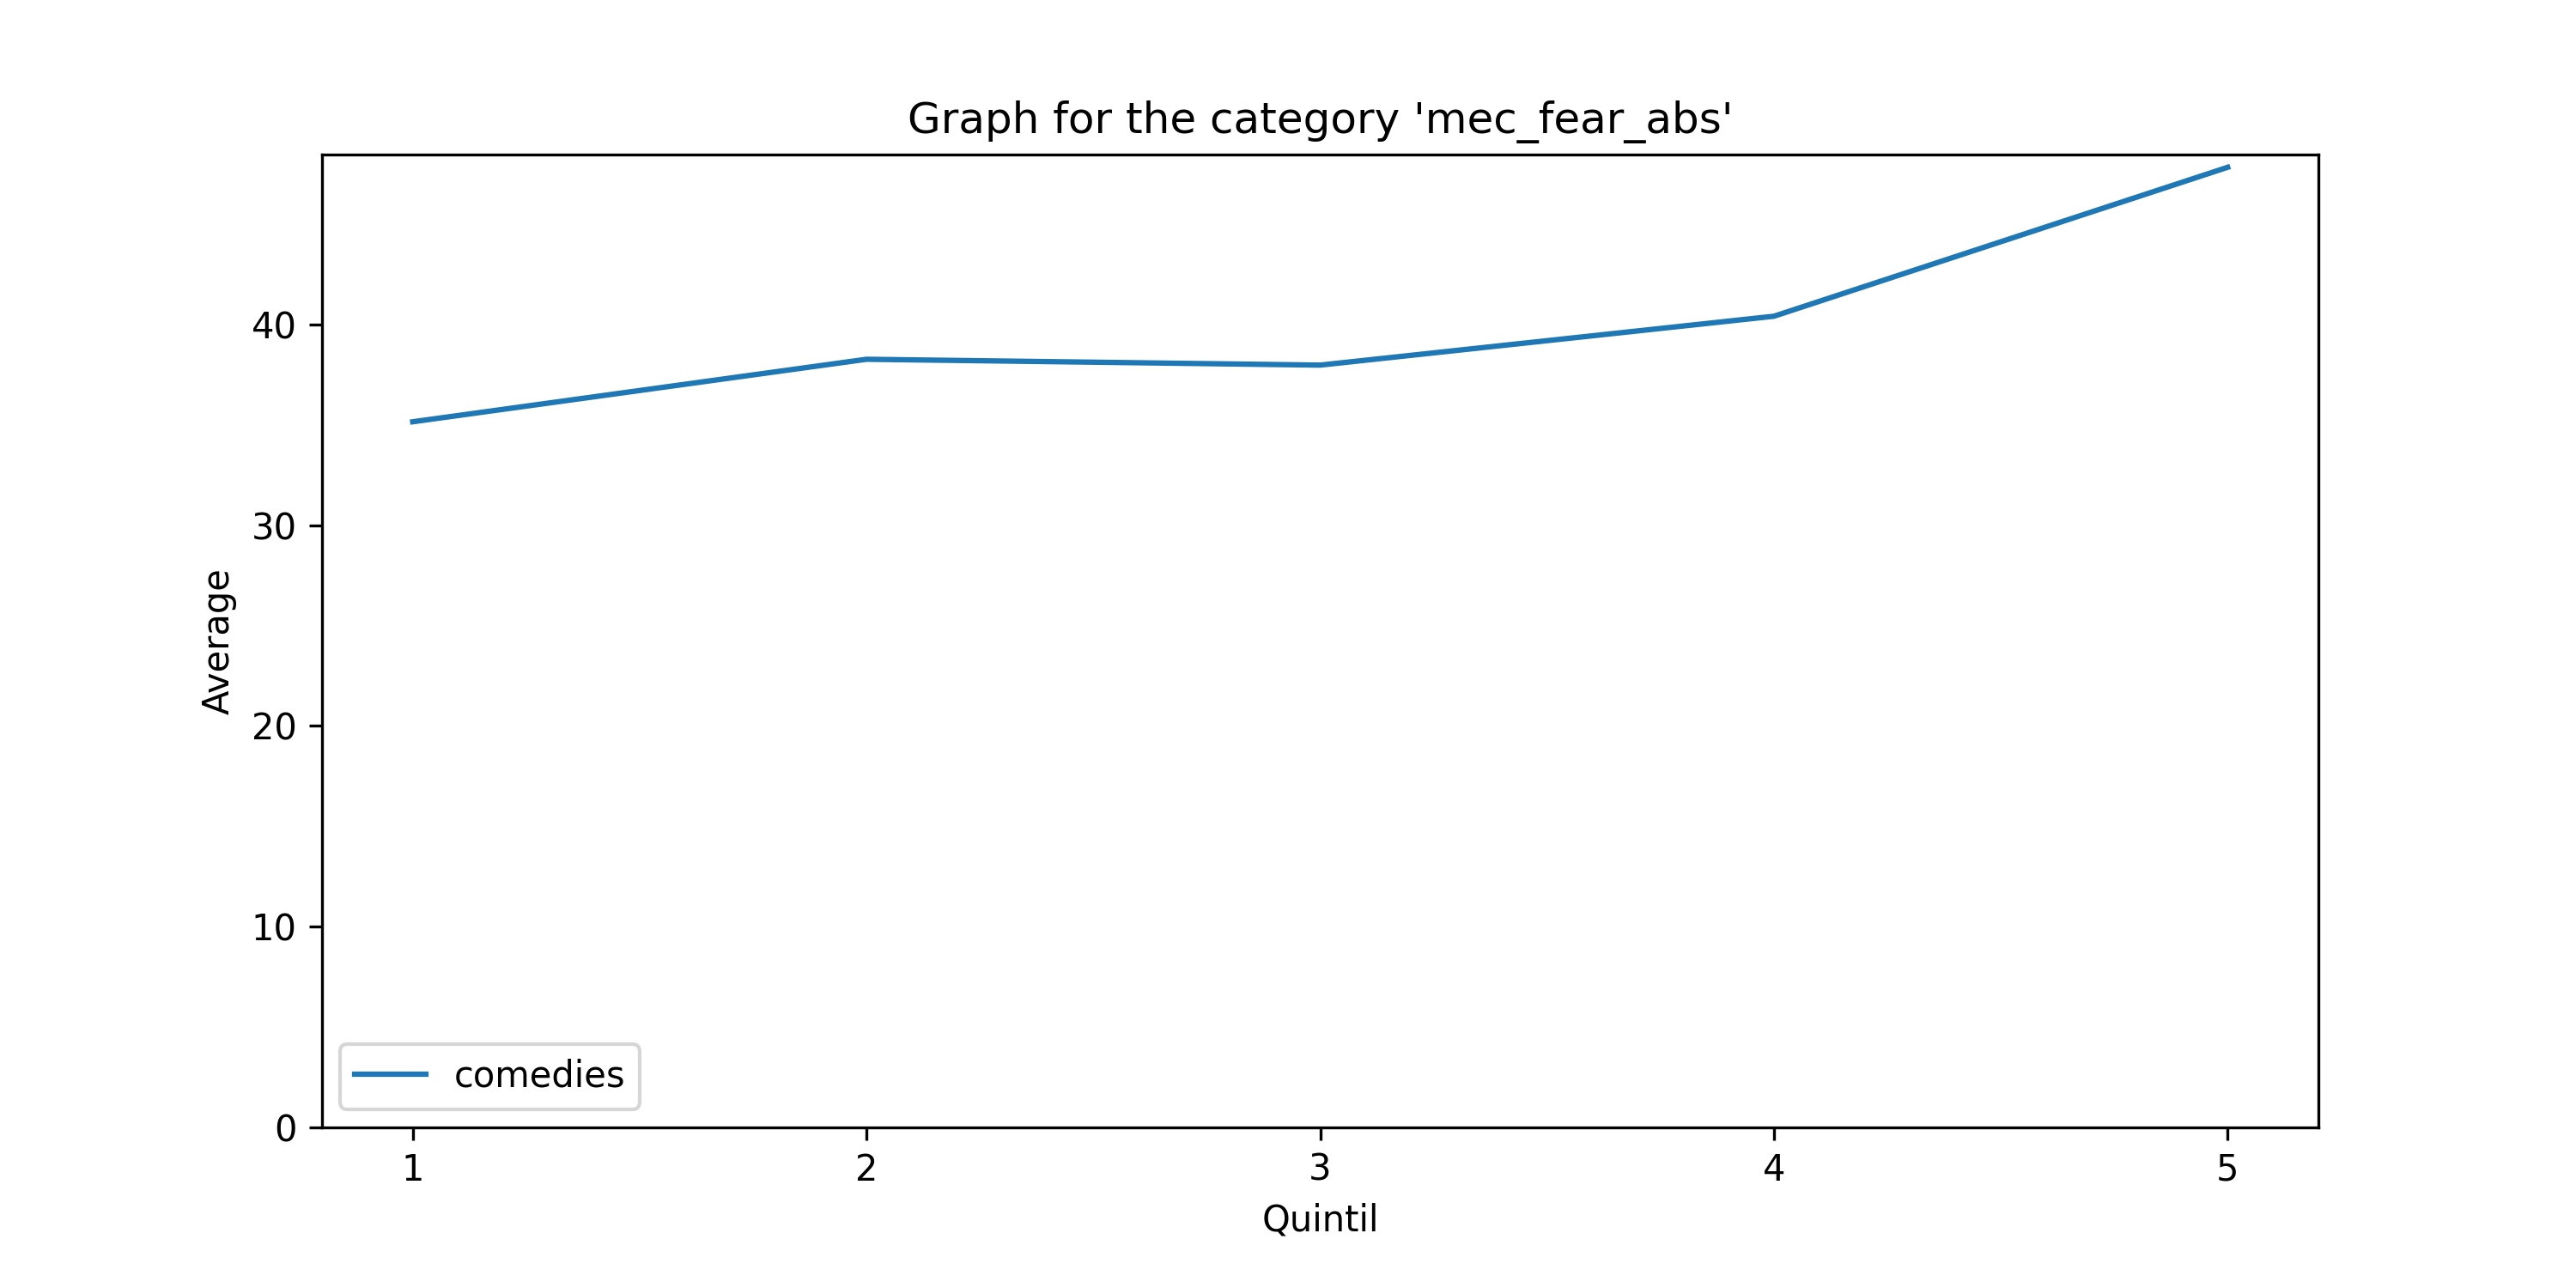 Graph for the category 'mec_fear_abs'
Average
40
30
20
10
0
comedies
1 2 3 4 5
Quintil